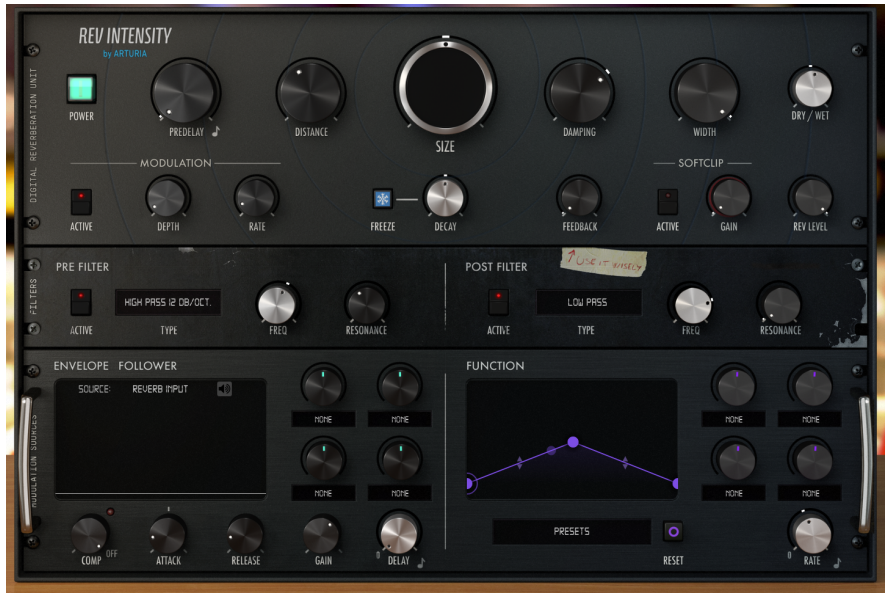 REV INTENSITY
by ARTURIA
DIGITAL REVERBERATION UNIT
POWER
PREDELAY
DISTANCE
SIZE
DAMPING
WIDTH
DRY / WET
MODULATION
SOFTCLIP
ACTIVE
DEPTH
RATE
FREEZE
DECAY
FEEDBACK
ACTIVE
GAIN
REV LEVEL
FILTERS
PRE FILTER
POST FILTER
USE IT WISELY
HIGH PASS 12 DB/OCT.
LOW PASS
ACTIVE
TYPE
FREQ
RESONANCE
ACTIVE
TYPE
FREQ
RESONANCE
MODULATION SOURCES
ENVELOPE FOLLOWER
FUNCTION
SOURCE: REVERB INPUT
NONE
NONE
NONE
NONE
NONE
NONE
NONE
NONE
PRESETS
COMP
OFF
ATTACK
RELEASE
GAIN
0
DELAY
RESET
0
RATE